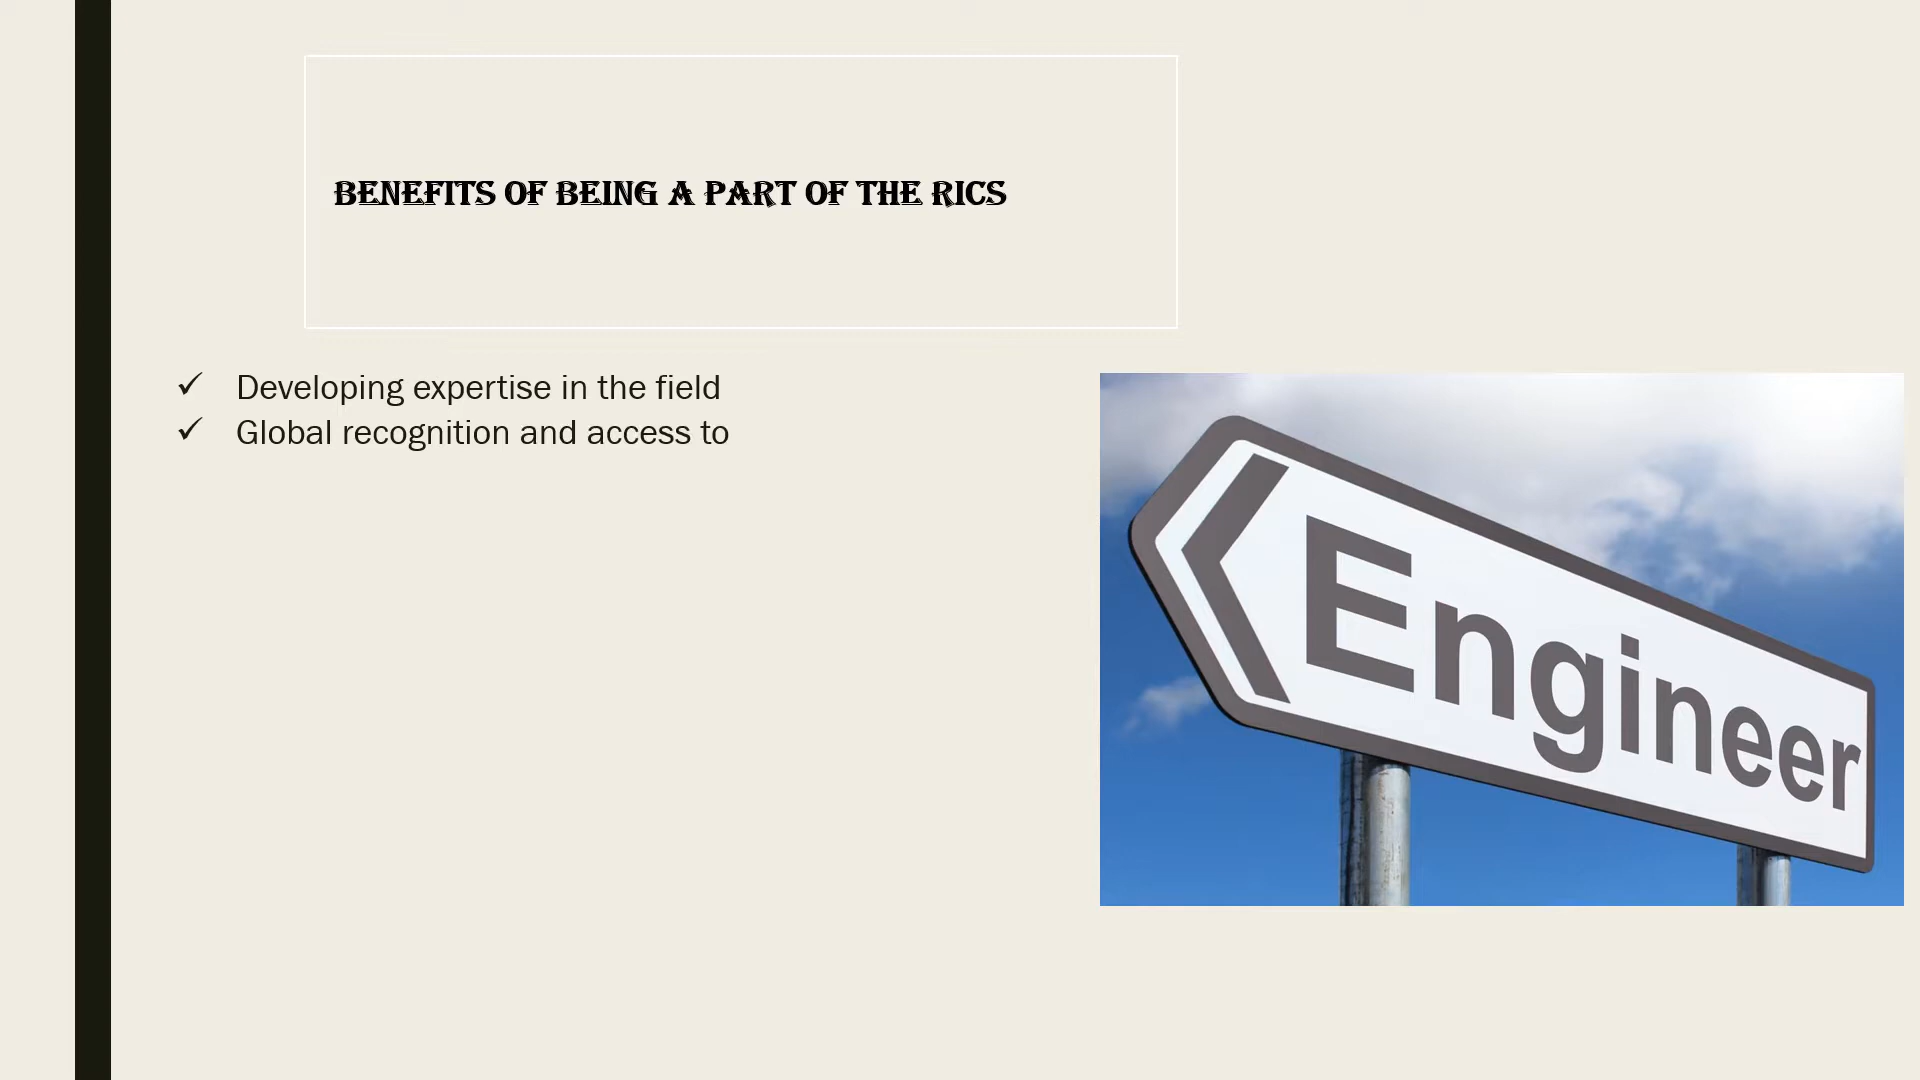 BENEFITS OF BEING A PART OF THE RICS
✓ Developing expertise in the field
✓ Global recognition and access to
Engineer